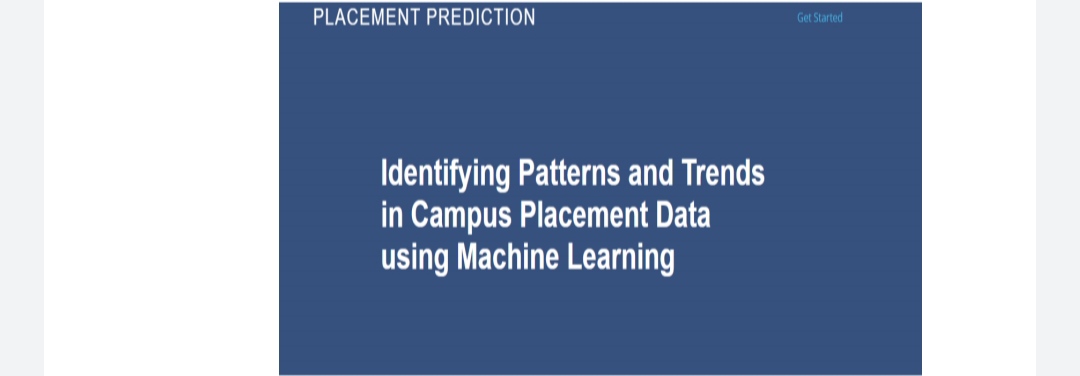 PLACEMENT PREDICTION
Get Started
Identifying Patterns and Trends
in Campus Placement Data
using Machine Learning